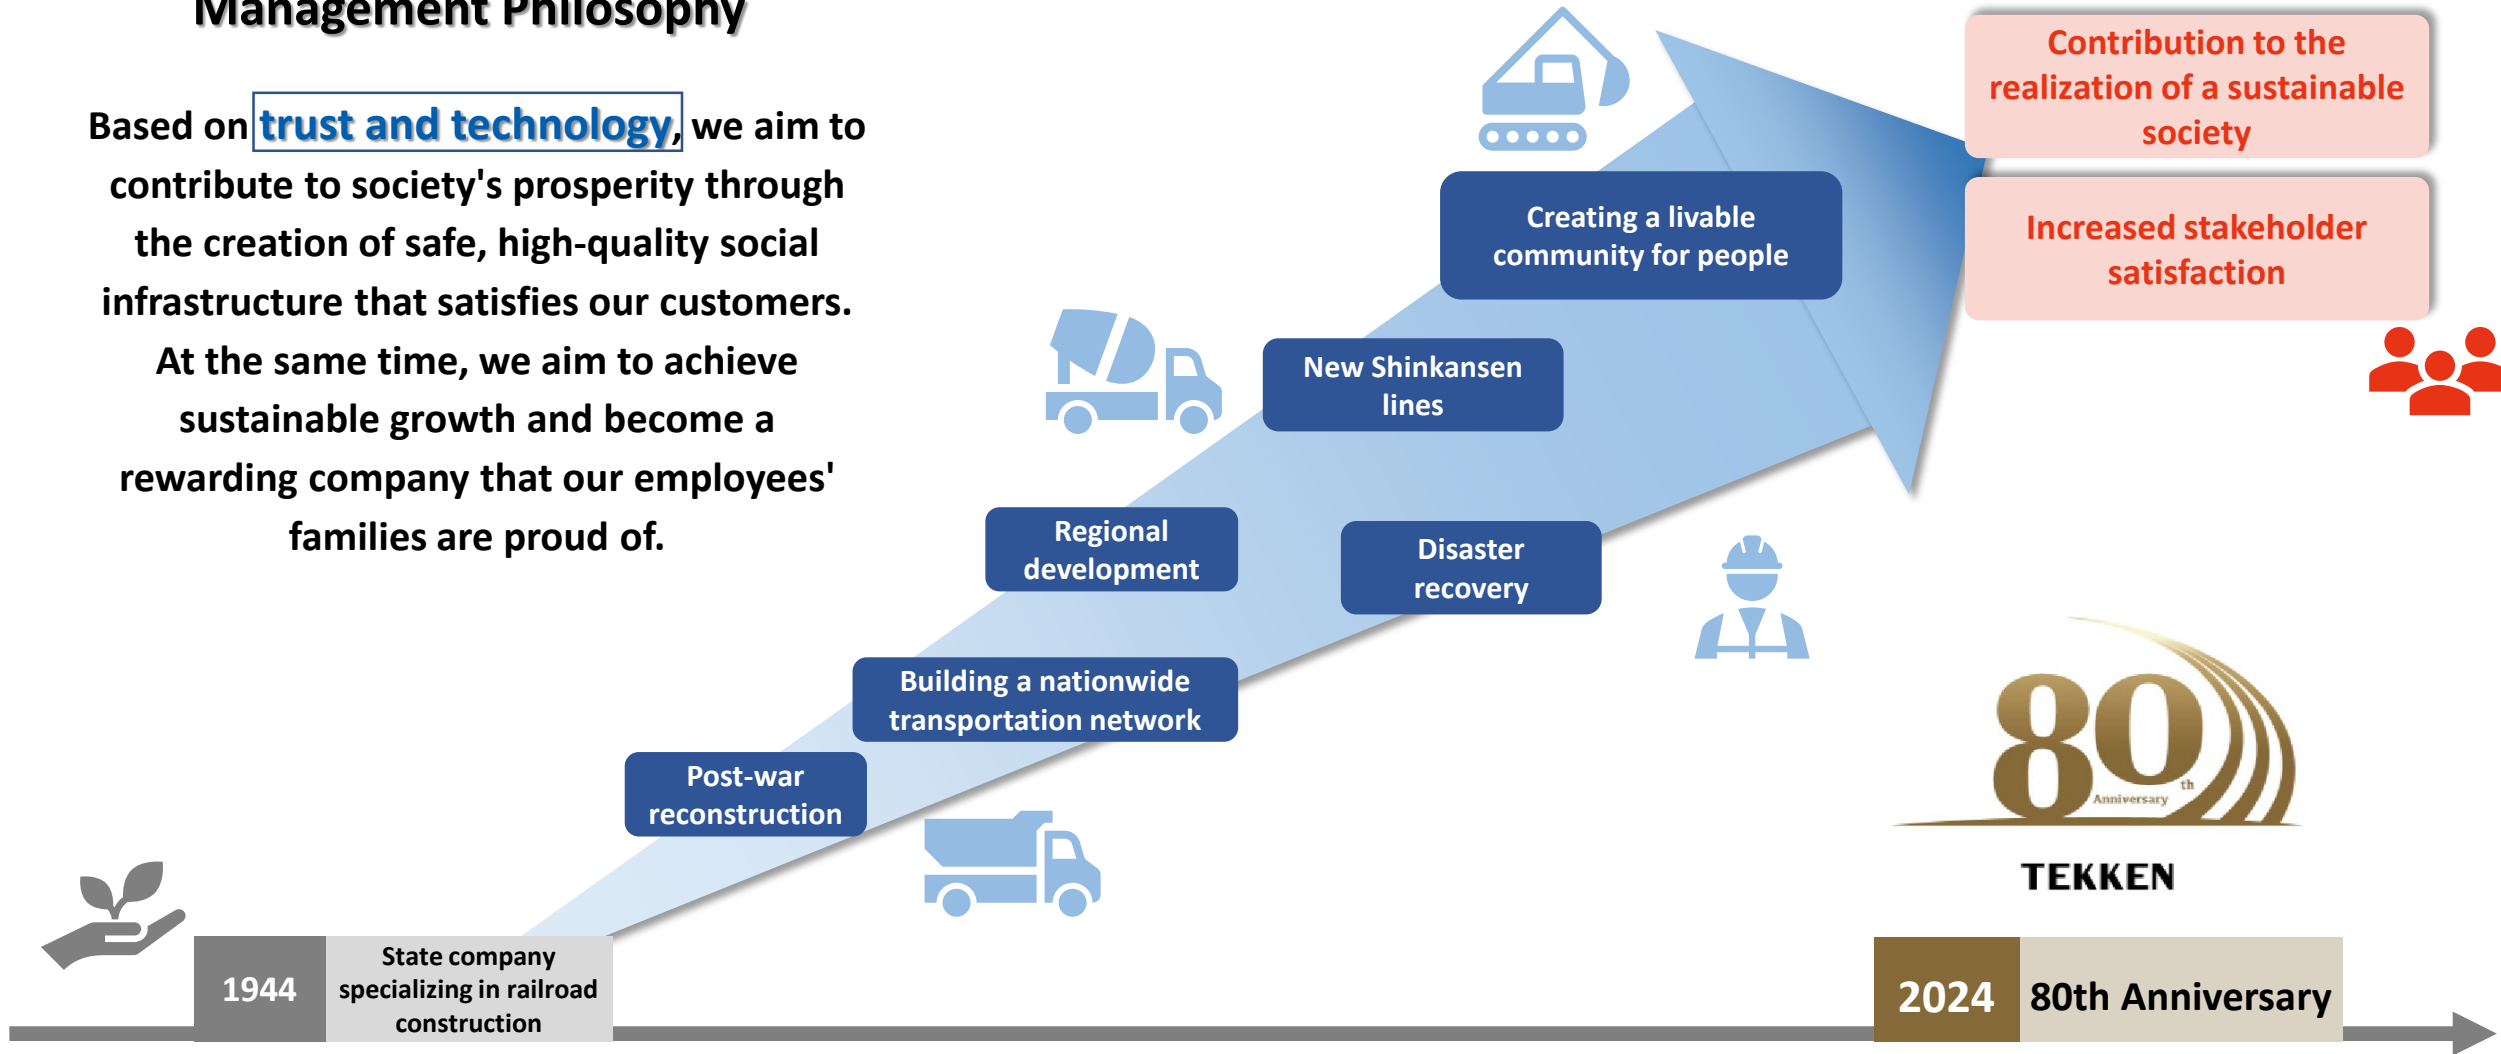 Management Philosophy
Based on trust and technology, we aim to
contribute to society's prosperity through
the creation of safe, high-quality social
infrastructure that satisfies our customers.
At the same time, we aim to achieve
sustainable growth and become a
rewarding company that our employees'
families are proud of.
Contribution to the
realization of a sustainable
society
Increased stakeholder
satisfaction
Creating a livable
community for people
New Shinkansen
lines
Regional
development
Disaster
recovery
Building a nationwide
transportation network
Post-war
reconstruction
80th
Anniversary
TEKKEN
1944
State company
specializing in railroad
construction
2024
80th Anniversary